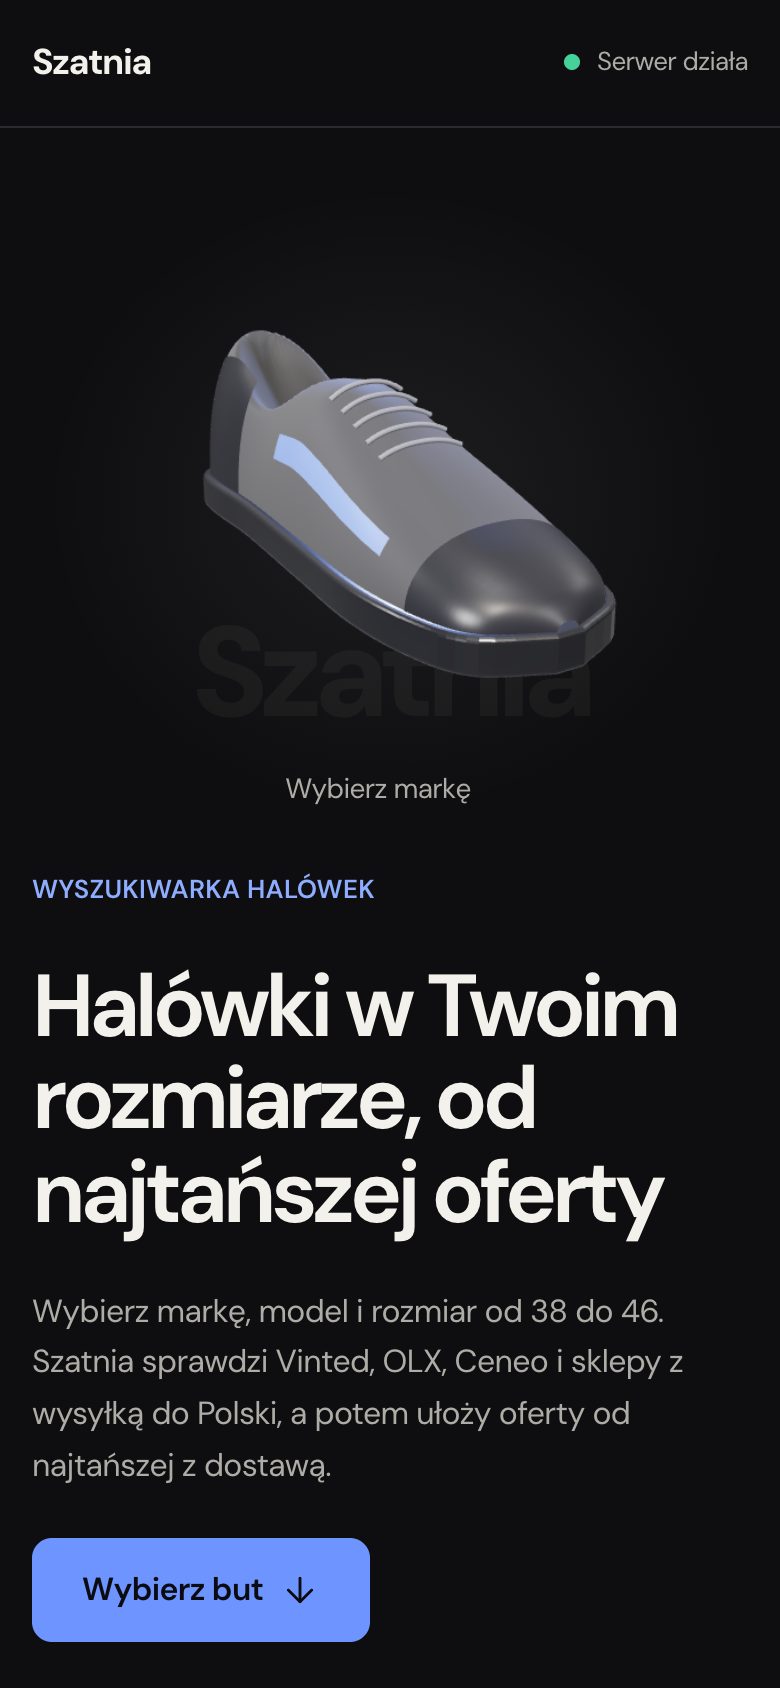 Szatnia
Serwer działa
Szatnia
Wybierz markę
WYSZUKIWARKA HALÓWEK
Halówki w Twoim
rozmiarze, od
najtańszej oferty
Wybierz markę, model i rozmiar od 38 do 46.
Szatnia sprawdzi Vinted, OLX, Ceneo i sklepy z
wysyłką do Polski, a potem ułoży oferty od
najtańszej z dostawą.
Wybierz but